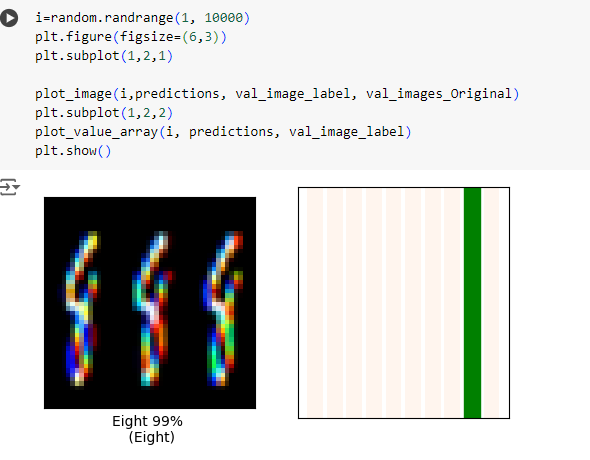 i=random.randrange(1, 10000)
plt.figure(figsize=(6,3))
plt.subplot(1,2,1)
plot_image(i,predictions, val_image_label, val_images_Original)
plt.subplot(1,2,2)
plot_value_array(i, predictions, val_image_label)
plt.show()
Eight 99%
(Eight)